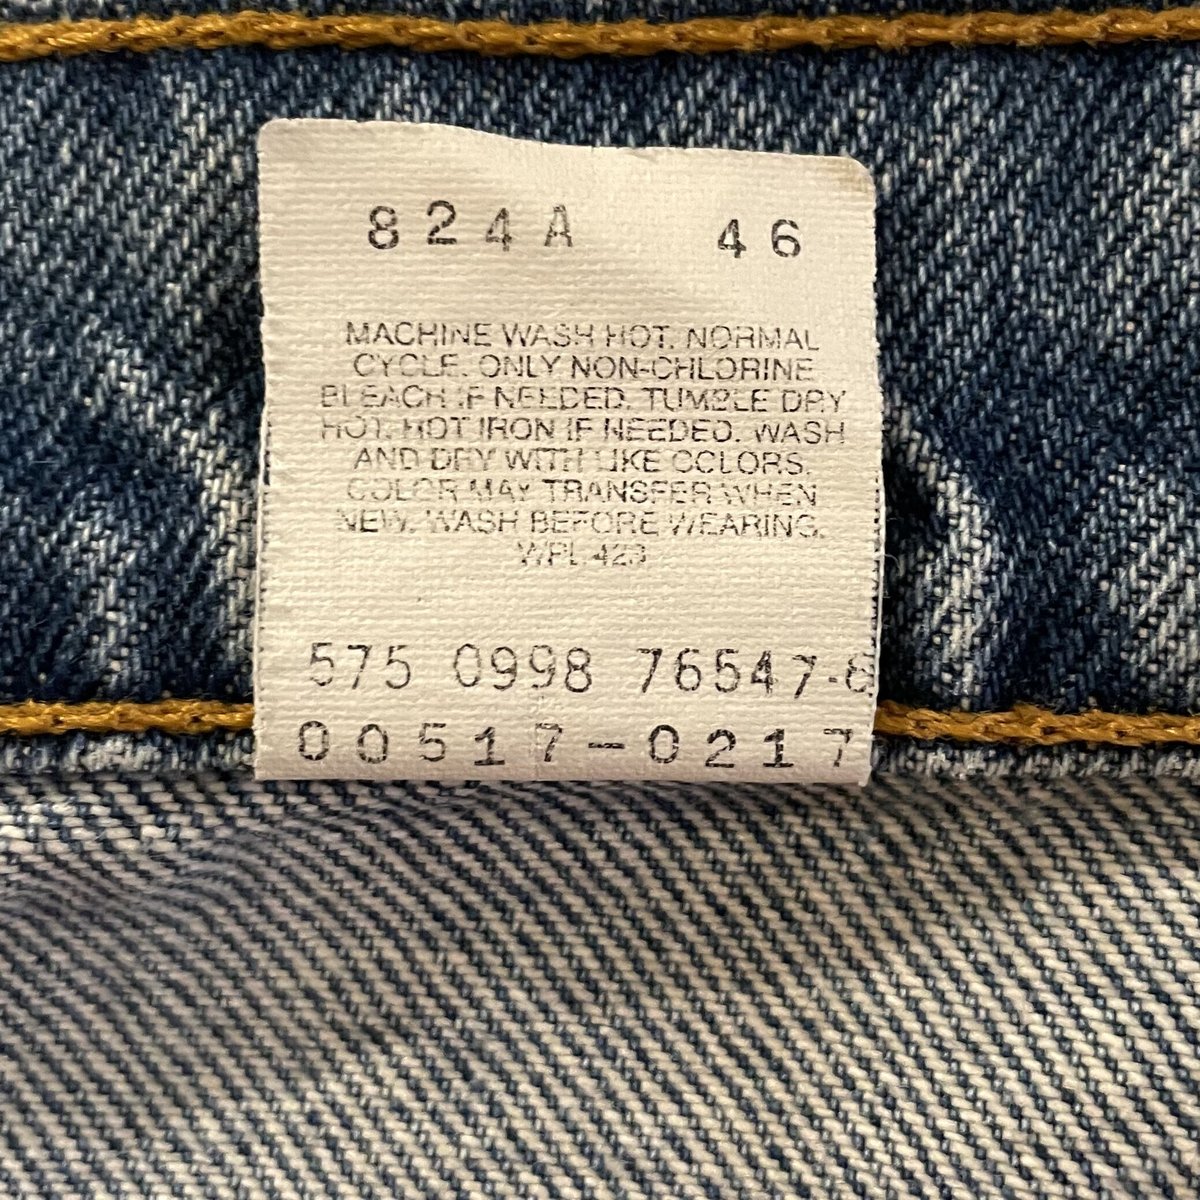 824A 46
MACHINE WASH HOT. NORMAL
CYCLE. ONLY NON-CHLORINE
BLEACH IF NEEDED. TUMBLE DRY
HOT. HOT IRON IF NEEDED. WASH
AND DRY WITH LIKE COLORS.
COLOR MAY TRANSFER WHEN
NEW. WASH BEFORE WEARING.
WPL 423
575 0998 76547-6
00517-0217